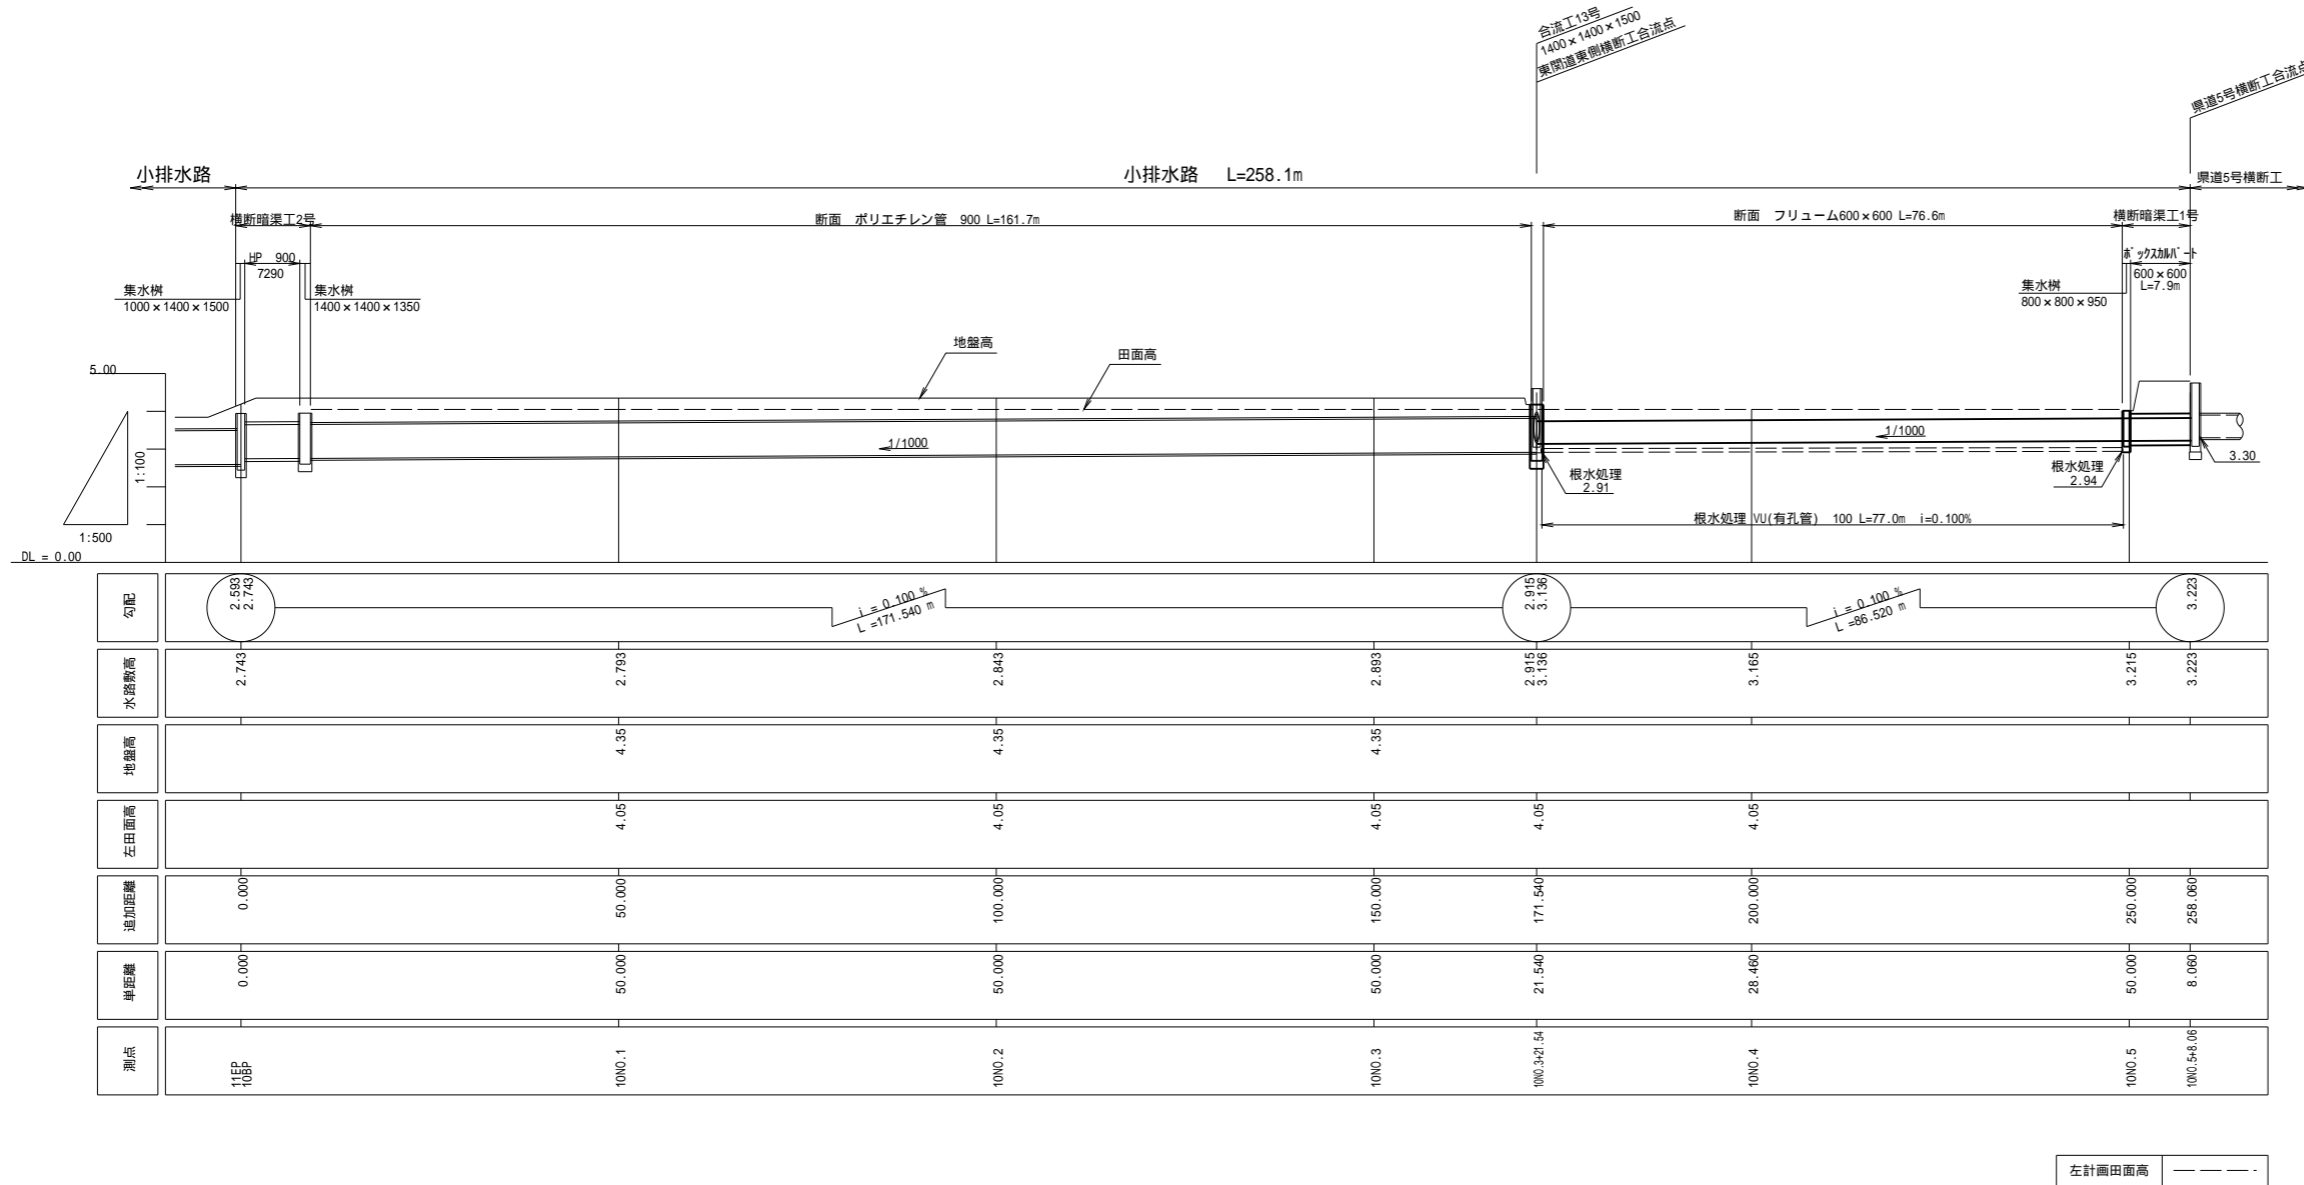 合流工13号
1400×1400×1500
東関道東側横断工合流点
県道5号横断工合流点
小排水路
小排水路 L=258.1m
県道5号横断工
横断暗渠工2号
断面 ポリエチレン管 900 L=161.7m
断面 フリューム600×600 L=76.6m
横断暗渠工1号
HP 900
7290
ボックスカルバート
600×600
L=7.9m
集水桝
1000×1400×1500
集水桝
1400×1400×1350
集水桝
800×800×950
地盤高
田面高
5.00
1/1000
1/1000
1:100
1:500
根水処理
2.91
根水処理
2.94
3.30
根水処理 VU(有孔管) 100 L=77.0m i=0.100%
DL = 0.00
勾配
2.593
2.743
i = 0.100 %
L =171.540 m
2.915
3.136
i = 0.100 %
L =86.520 m
3.223
水路敷高
2.743
2.793
2.843
2.893
2.915
3.136
3.165
3.215
3.223
地盤高
4.35
4.35
4.35
左田面高
4.05
4.05
4.05
4.05
4.05
追加距離
0.000
50.000
100.000
150.000
171.540
200.000
250.000
258.060
単距離
0.000
50.000
50.000
50.000
21.540
28.460
50.000
8.060
測点
11EP
10BP
10NO.1
10NO.2
10NO.3
10NO.3+21.54
10NO.4
10NO.5
10NO.5+8.06
左計画田面高